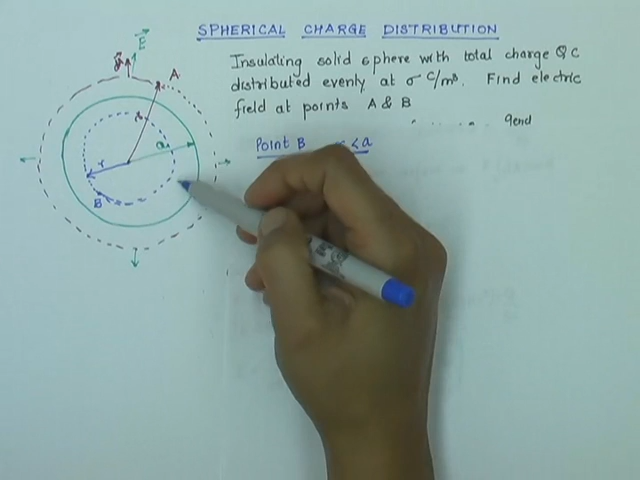 SPHERICAL CHARGE DISTRIBUTION
Insulating solid sphere with total charge Q C
distributed evenly at σ C/m³. Find electric
field at points A & B
qend
Point B < a
E
A
r
a
r
B